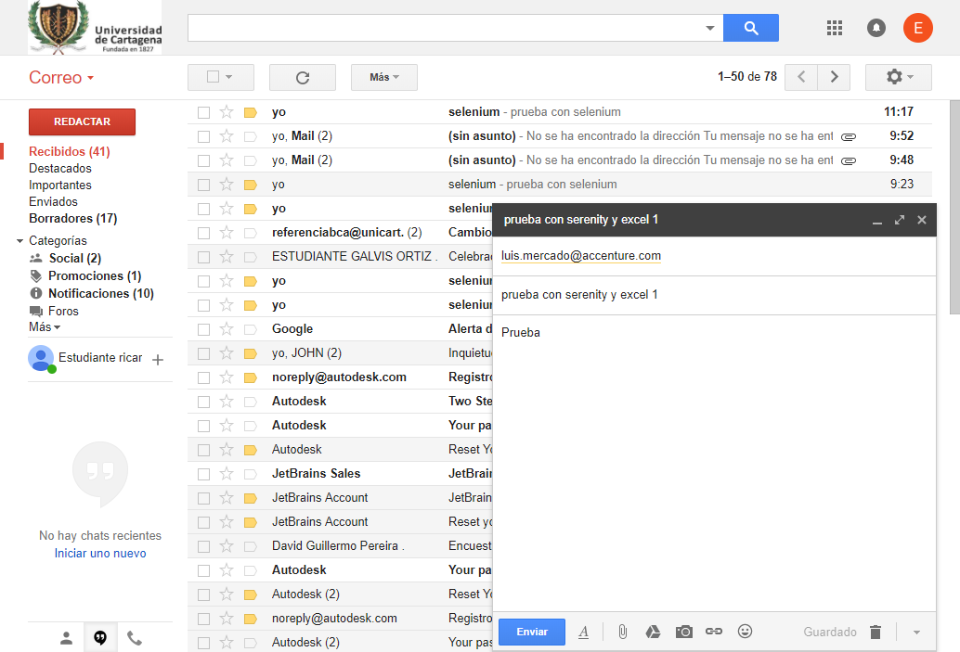 Universidad
de Cartagena
Fundada en 1827
E
Correo
Más
1–50 de 78
REDACTAR
Recibidos (41)
Destacados
Importantes
Enviados
Borradores (17)
Categorías
Social (2)
Promociones (1)
Notificaciones (10)
Foros
Más
Estudiante ricar
No hay chats recientes
Iniciar uno nuevo
yo selenium - prueba con selenium 11:17
yo, Mail (2) (sin asunto) - No se ha encontrado la dirección Tu mensaje no se ha ent 9:52
yo, Mail (2) (sin asunto) - No se ha encontrado la dirección Tu mensaje no se ha ent 9:48
yo selenium - prueba con selenium 9:23
yo seleniu
referenciabca@unicart. (2) Cambio
ESTUDIANTE GALVIS ORTIZ . Celebrac
yo seleniu
yo seleniu
Google Alerta d
yo, JOHN (2) Inquietu
noreply@autodesk.com Registro
Autodesk Two Ste
Autodesk Your pa
Autodesk Reset Yo
JetBrains Sales JetBrain
JetBrains Account JetBrain
JetBrains Account Reset yo
David Guillermo Pereira . Encuest
Autodesk Your pa
Autodesk (2) Reset Yo
noreply@autodesk.com Registro
Autodesk (2) Your pas
prueba con serenity y excel 1
luis.mercado@accenture.com
prueba con serenity y excel 1
Prueba
Enviar
A
Guardado